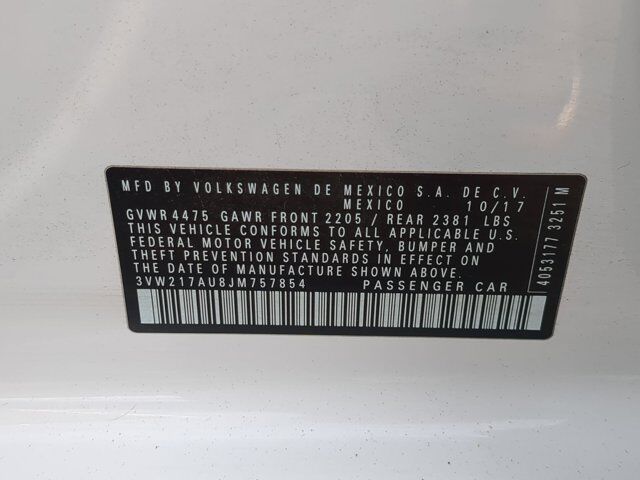 MFD BY VOLKSWAGEN DE MEXICO S.A. DE C.V.
MEXICO 10/17
GVWR 4475 GAWR FRONT 2205 / REAR 2381 LBS
THIS VEHICLE CONFORMS TO ALL APPLICABLE U.S.
FEDERAL MOTOR VEHICLE SAFETY, BUMPER AND
THEFT PREVENTION STANDARDS IN EFFECT ON
THE DATE OF MANUFACTURE SHOWN ABOVE
3VW217AU8JM757854 PASSENGER CAR
4053177 3251 M